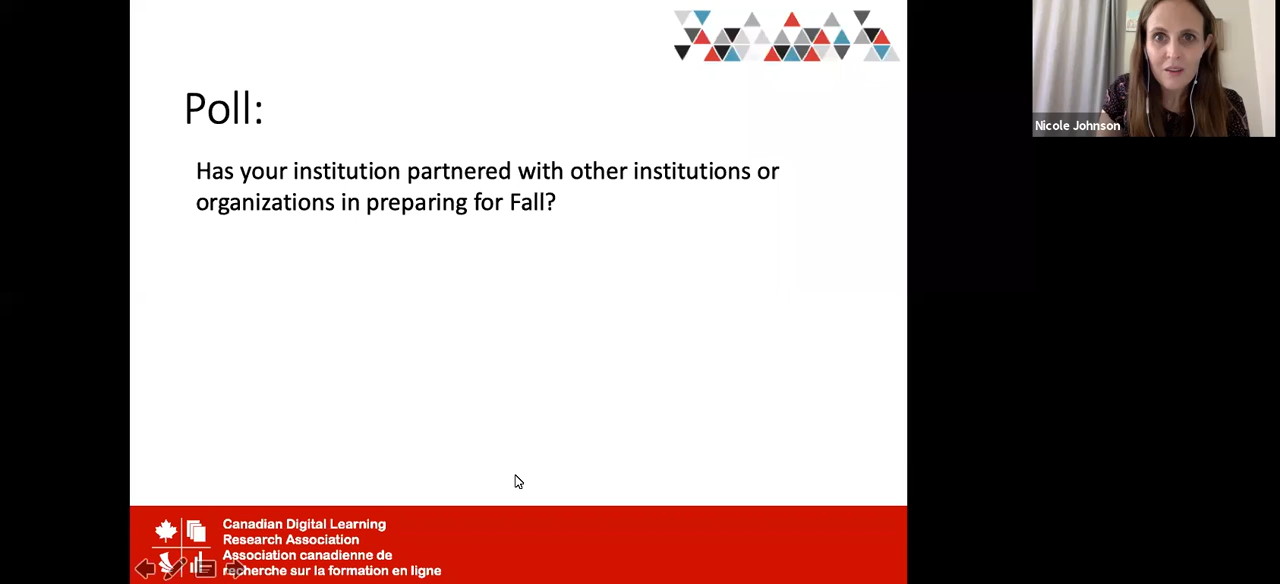 Poll:
Has your institution partnered with other institutions or
organizations in preparing for Fall?
Nicole Johnson
Canadian Digital Learning
Research Association
Association canadienne de
recherche sur la formation en ligne